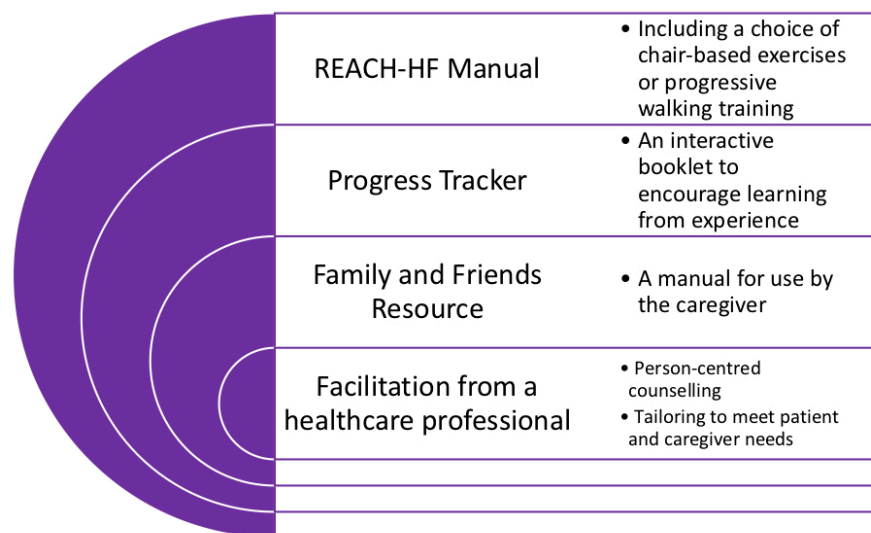 REACH-HF Manual
• Including a choice of
chair-based exercises
or progressive
walking training
Progress Tracker
• An interactive
booklet to
encourage learning
from experience
Family and Friends
Resource
• A manual for use by
the caregiver
Facilitation from a
healthcare professional
• Person-centred
counselling
• Tailoring to meet patient
and caregiver needs